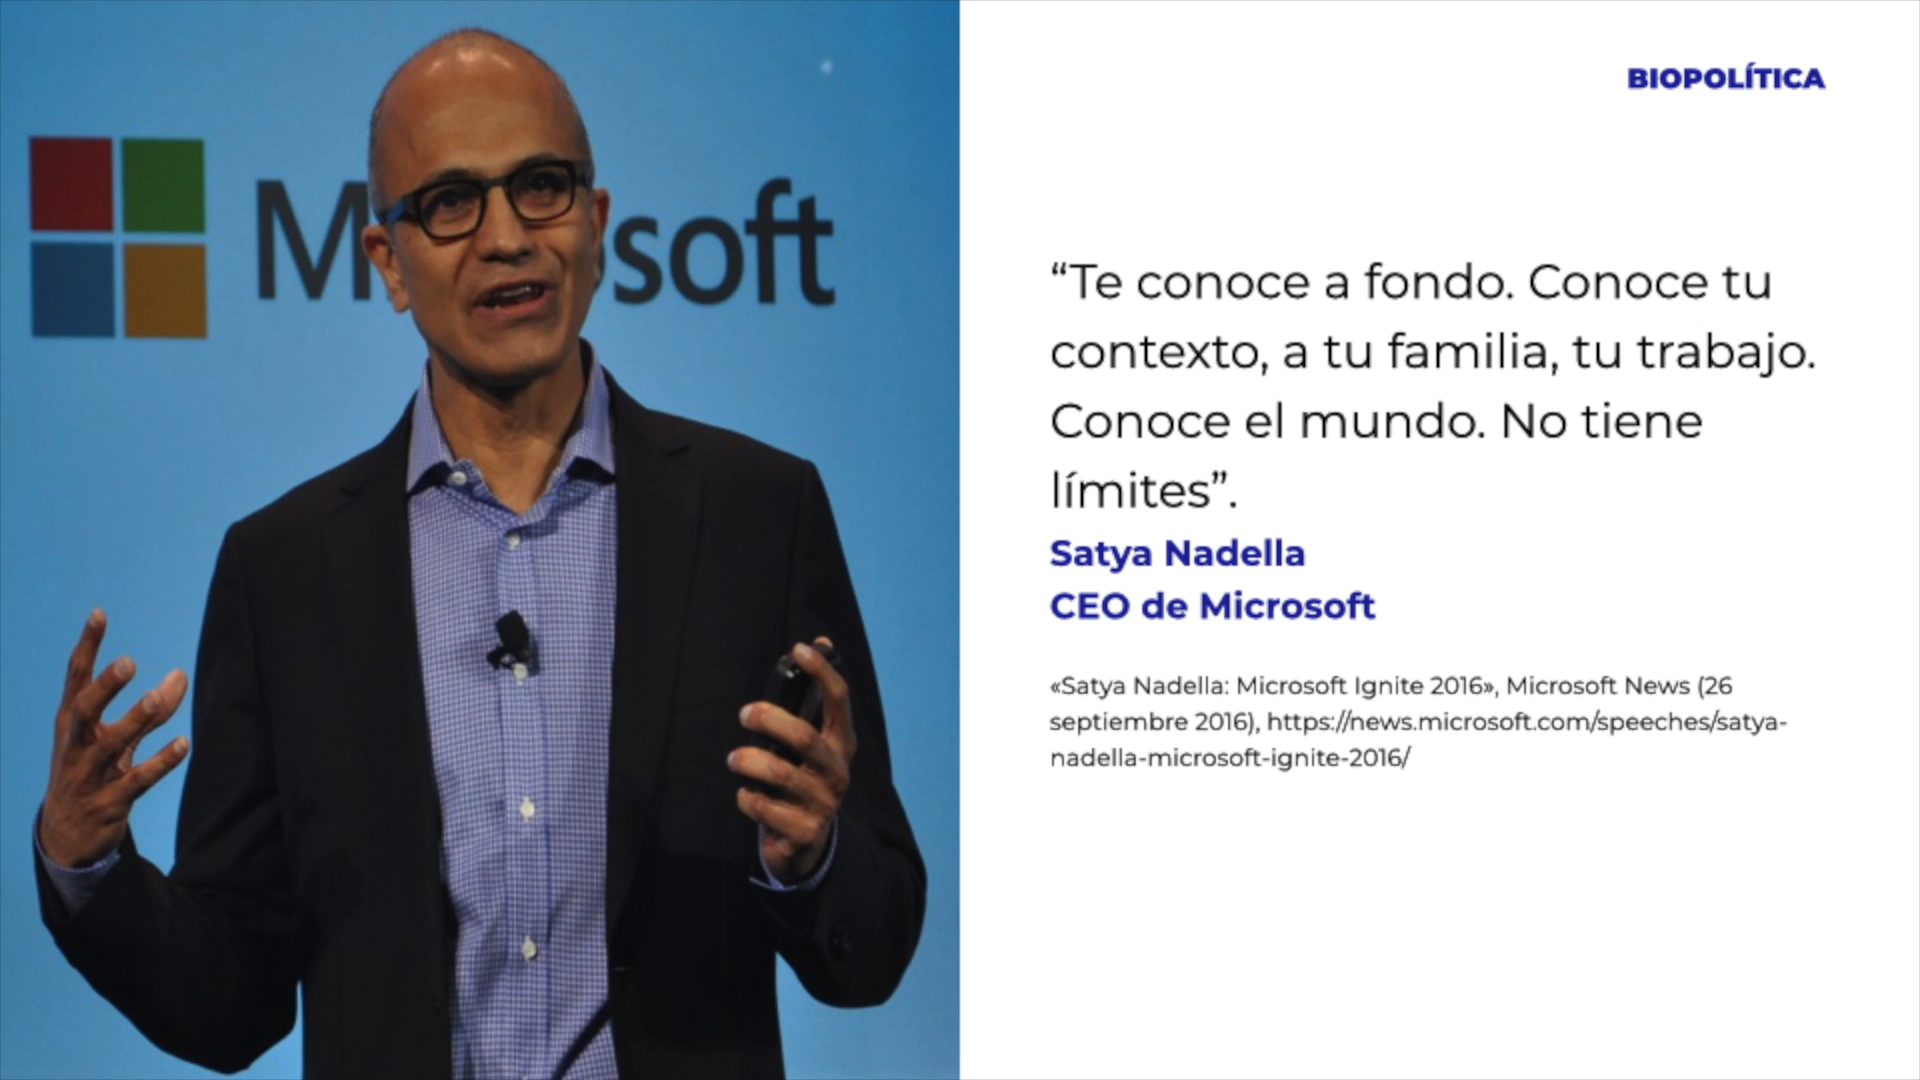 Microsoft
BIOPOLÍTICA
“Te conoce a fondo. Conoce tu
contexto, a tu familia, tu trabajo.
Conoce el mundo. No tiene
límites”.
Satya Nadella
CEO de Microsoft
«Satya Nadella: Microsoft Ignite 2016», Microsoft News (26
septiembre 2016), https://news.microsoft.com/speeches/satya-
nadella-microsoft-ignite-2016/